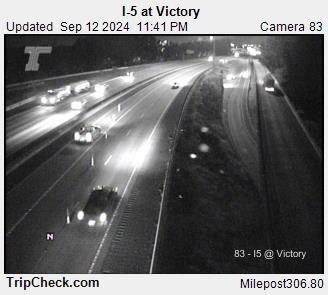 I-5 at Victory
Updated Sep 12 2024 11:41 PM Camera 83
T
N
83 - I5 @ Victory
TripCheck.com Milepost306.80